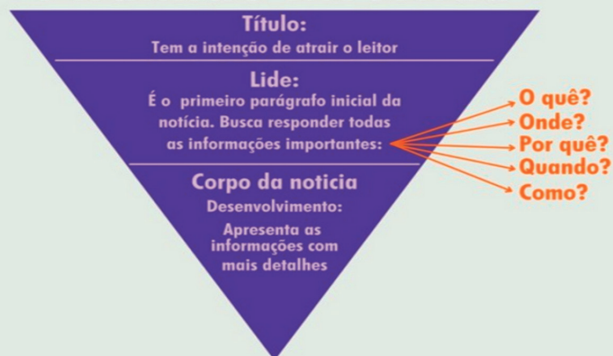 Título:
Tem a intenção de atrair o leitor
Lide:
É o primeiro parágrafo inicial da
notícia. Busca responder todas
as informações importantes:
O quê?
Onde?
Por quê?
Quando?
Como?
Corpo da noticia
Desenvolvimento:
Apresenta as
informações com
mais detalhes